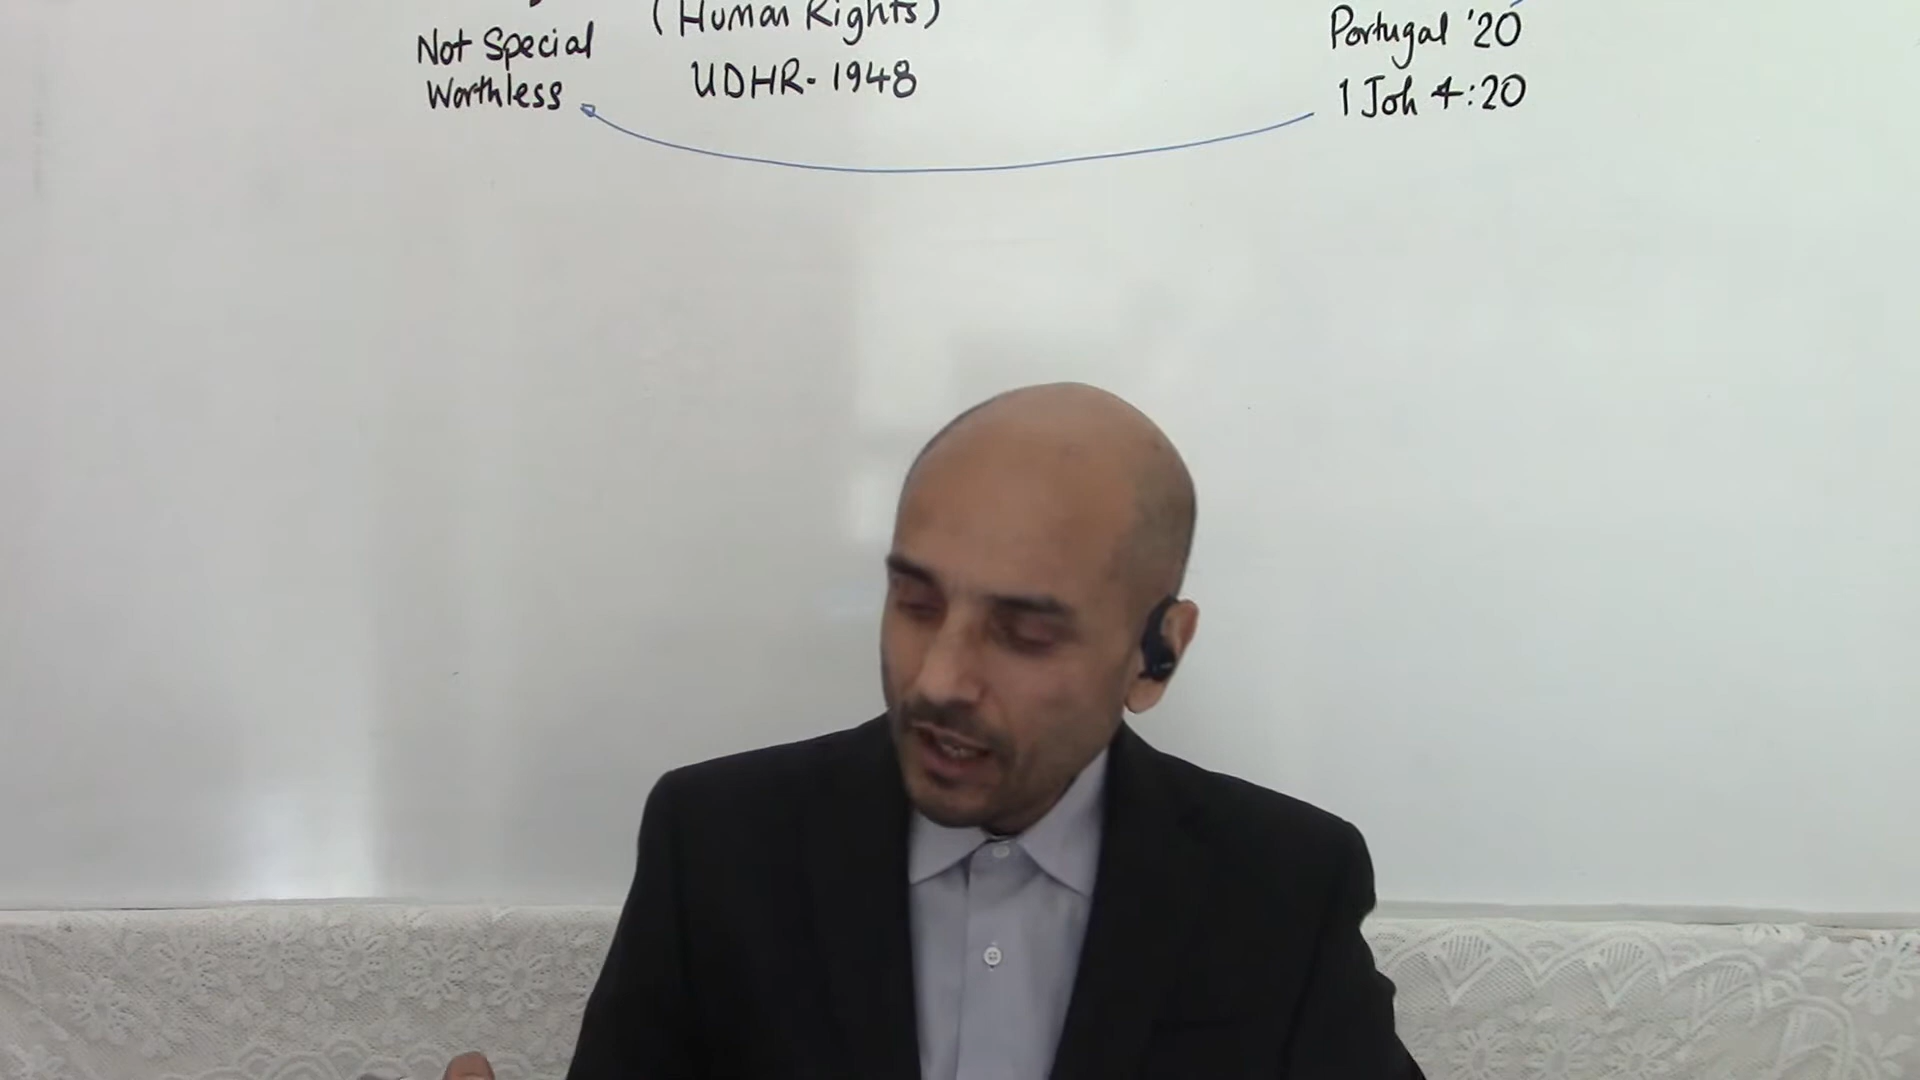 Not Special
Worthless
(Human Rights)
UDHR- 1948
Portugal '20
1 Joh 4:20